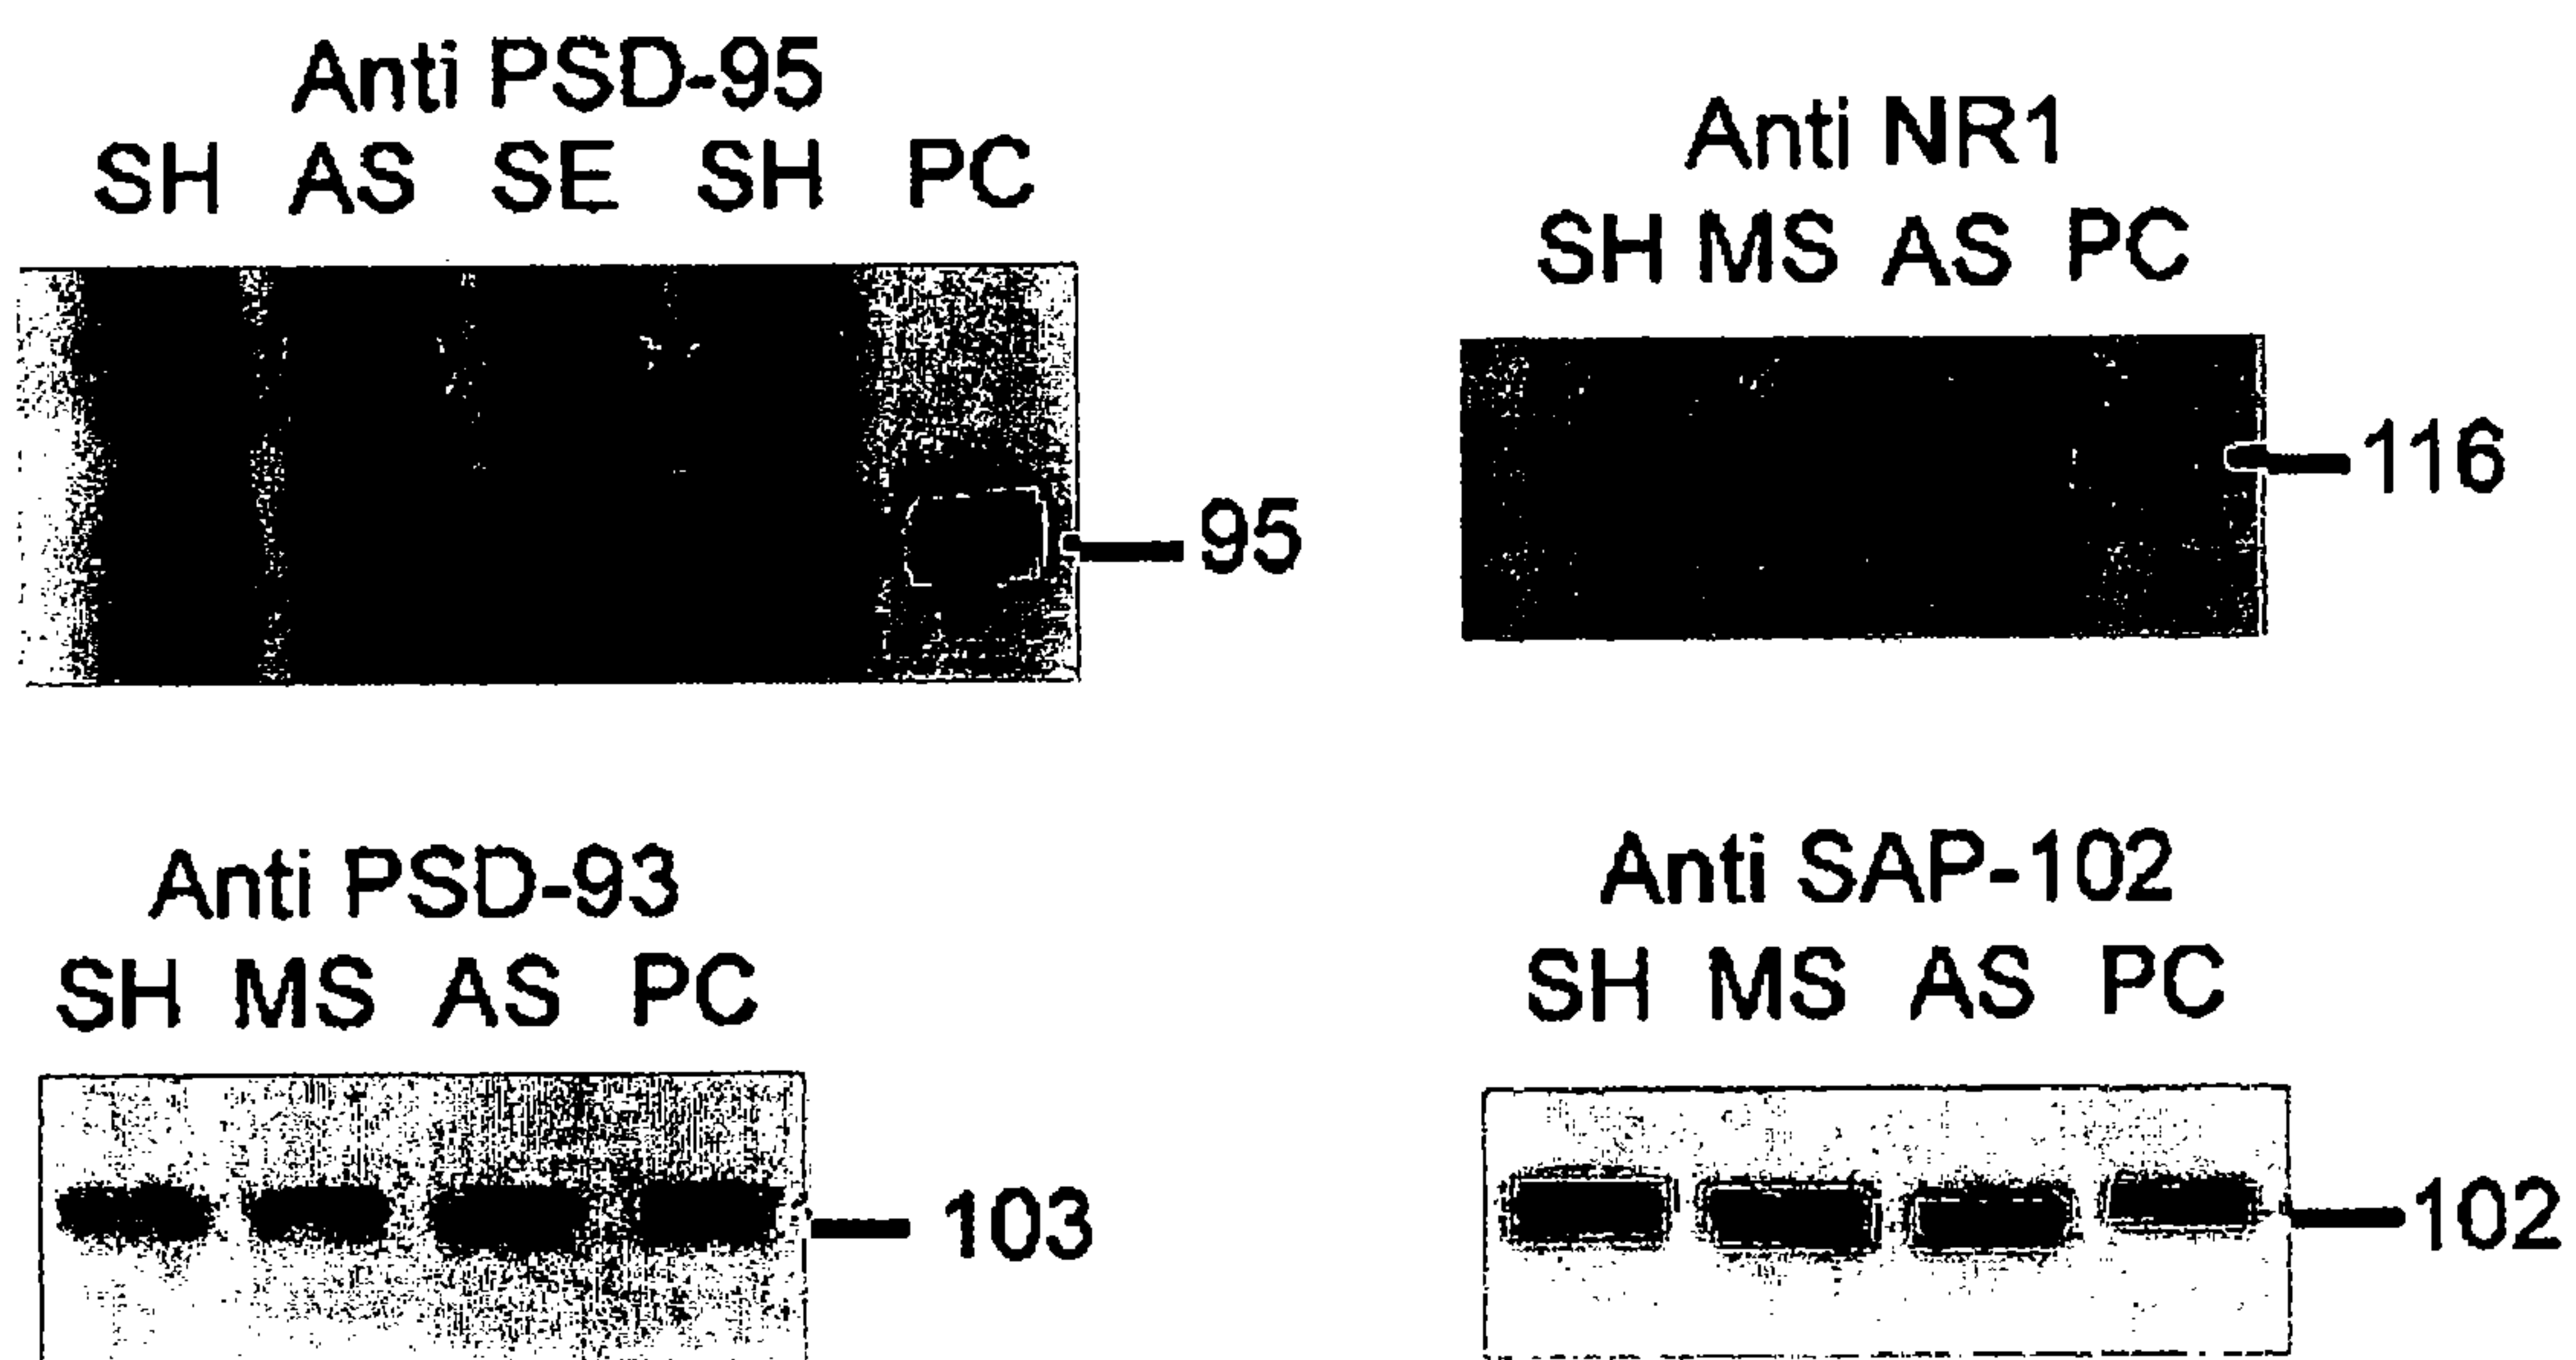 Anti PSD-95
SH AS SE SH PC
95
Anti NR1
SH MS AS PC
116
Anti PSD-93
SH MS AS PC
103
Anti SAP-102
SH MS AS PC
102